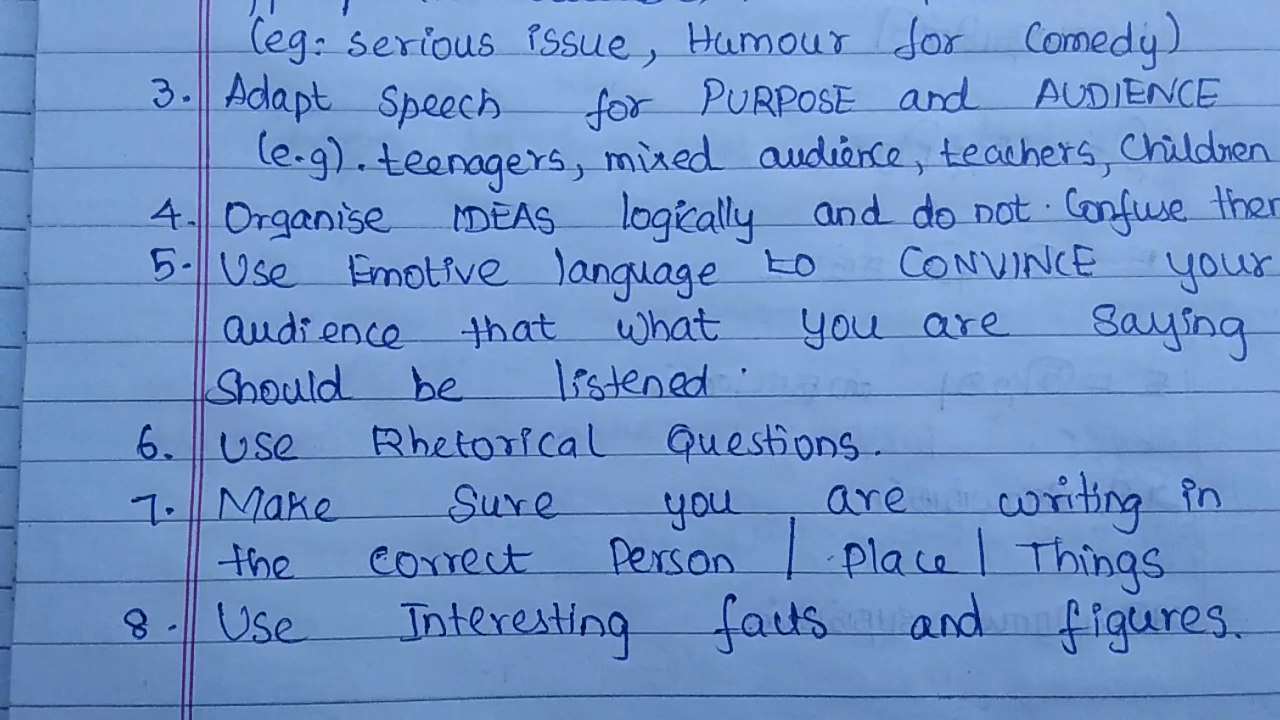 (eg: serious issue, Humour for Comedy)
3. Adapt Speech for PURPOSE and AUDIENCE
(e.g). teenagers, mixed audience, teachers, Children
4. Organise IDEAS logically and do not. Confuse
5. Use Emotive language to CONVINCE your
audience that what you are saying
Should be listened.
6. Use Rhetorical Questions.
7. Make Sure you are writing in
the correct Person | Place | Things
8. Use Interesting facts and figures.